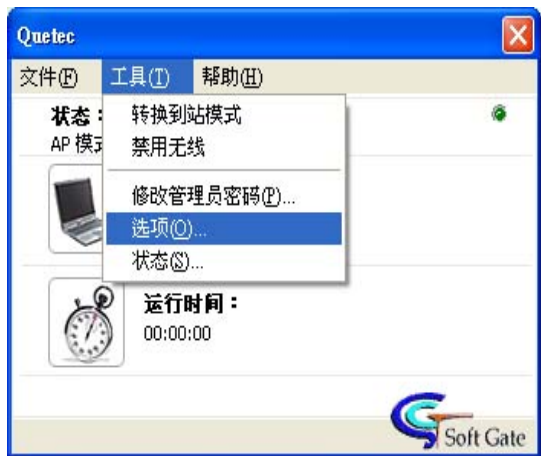 Quetec
文件(F) 工具(T) 帮助(H)
状态：
AP 模
转换到站模式
禁用无线
修改管理员密码(P)...
选项(O)...
状态(S)...
运行时间：
00:00:00
Soft Gate